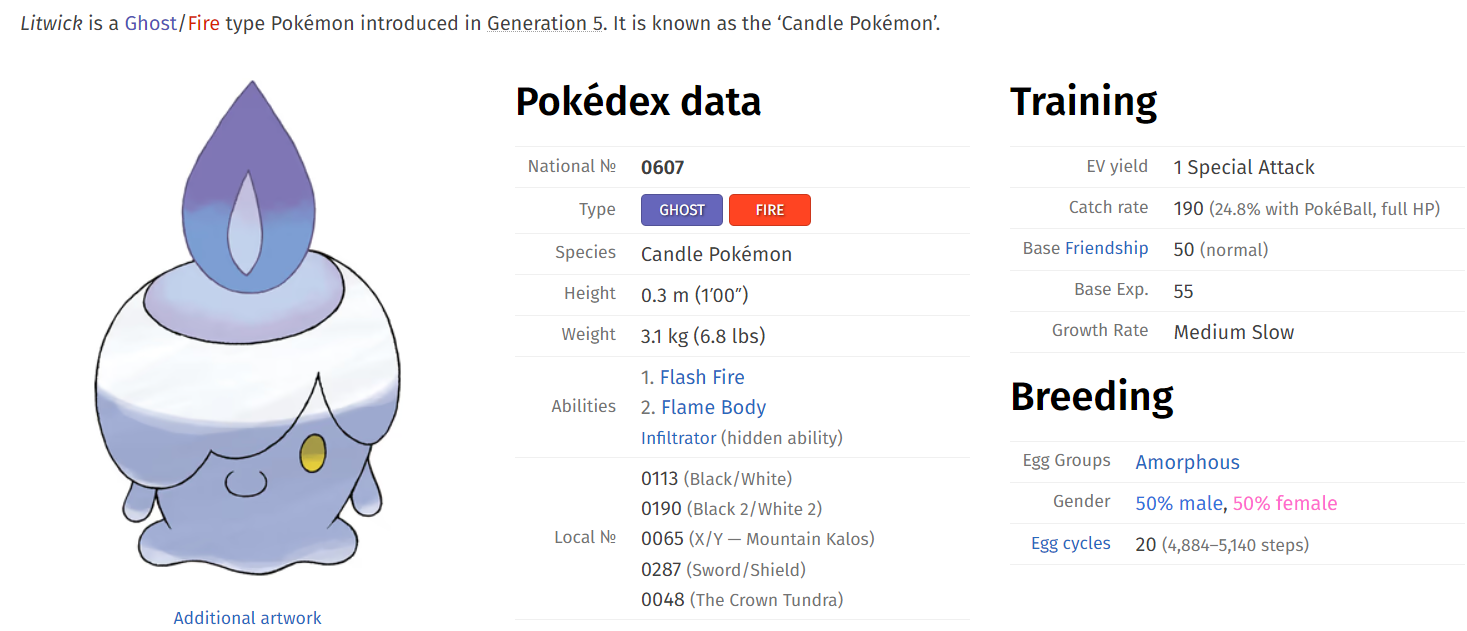 Litwick is a Ghost/Fire type Pokémon introduced in Generation 5. It is known as the ‘Candle Pokémon’.
Additional artwork
Pokédex data
National № 0607
Type GHOST FIRE
Species Candle Pokémon
Height 0.3 m (1′00″)
Weight 3.1 kg (6.8 lbs)
Abilities 1. Flash Fire
2. Flame Body
Infiltrator (hidden ability)
Local № 0113 (Black/White)
0190 (Black 2/White 2)
0065 (X/Y — Mountain Kalos)
0287 (Sword/Shield)
0048 (The Crown Tundra)
Training
EV yield 1 Special Attack
Catch rate 190 (24.8% with PokéBall, full HP)
Base Friendship 50 (normal)
Base Exp. 55
Growth Rate Medium Slow
Breeding
Egg Groups Amorphous
Gender 50% male, 50% female
Egg cycles 20 (4,884–5,140 steps)